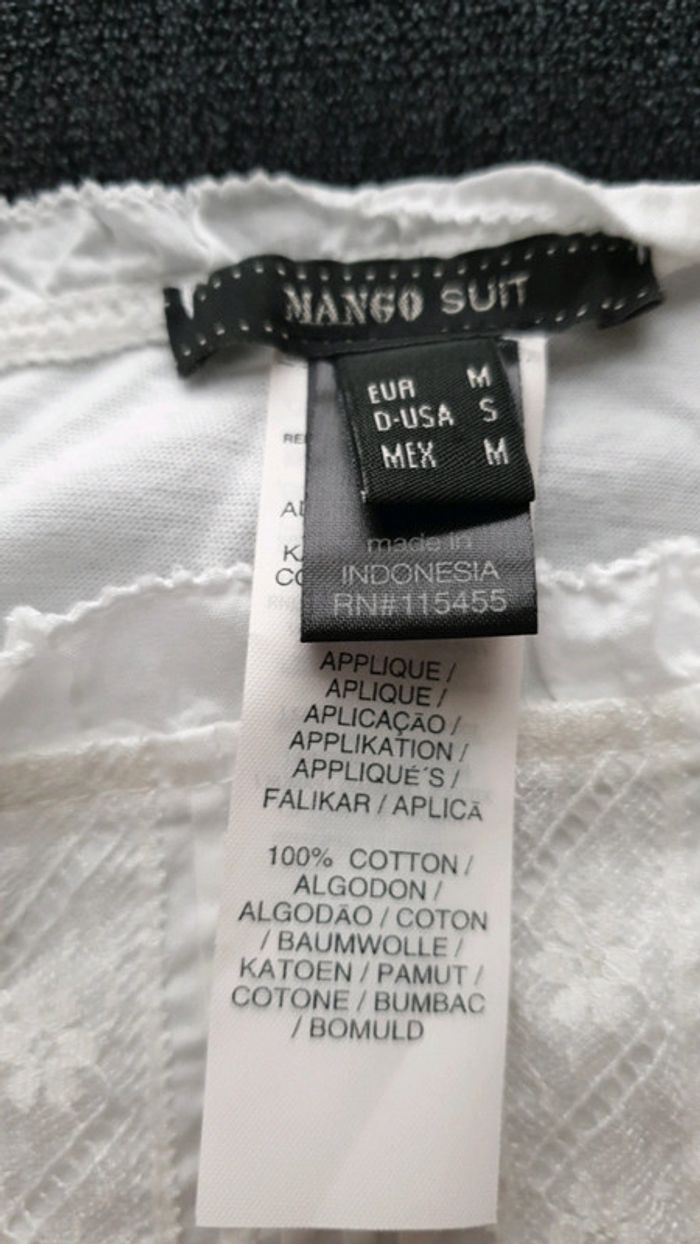 MANGO SUIT
EUR M
D-USA S
MEX M
made in
INDONESIA
RN#115455
APPLIQUE /
APLIQUE /
APLICAÇÃO /
APPLIKATION /
APPLIQUÉ´S /
FALIKAR / APLICĂ
100% COTTON /
ALGODON /
ALGODÃO / COTON
/ BAUMWOLLE /
KATOEN / PAMUT /
COTONE / BUMBAC
/ BOMULD